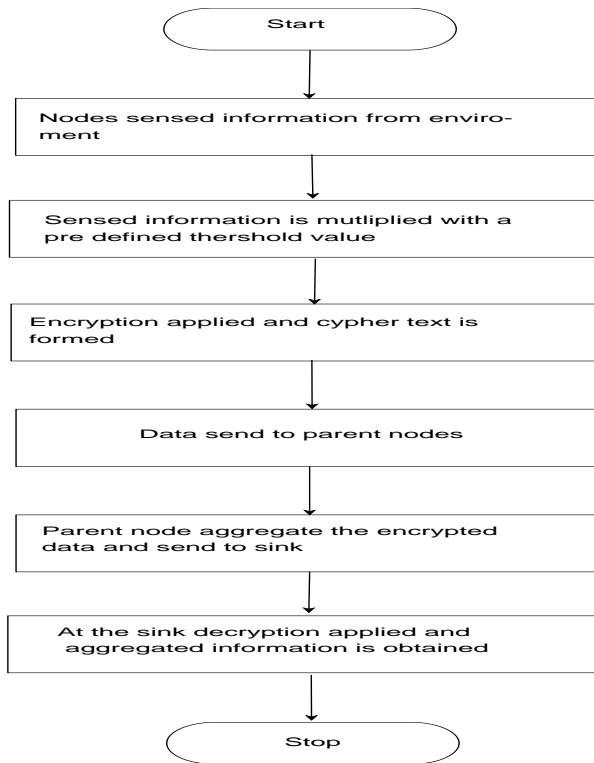 Start
Nodes sensed information from enviro-
ment
Sensed information is mutliplied with a
pre defined thershold value
Encryption applied and cypher text is
formed
Data send to parent nodes
Parent node aggregate the encrypted
data and send to sink
At the sink decryption applied and
aggregated information is obtained
Stop